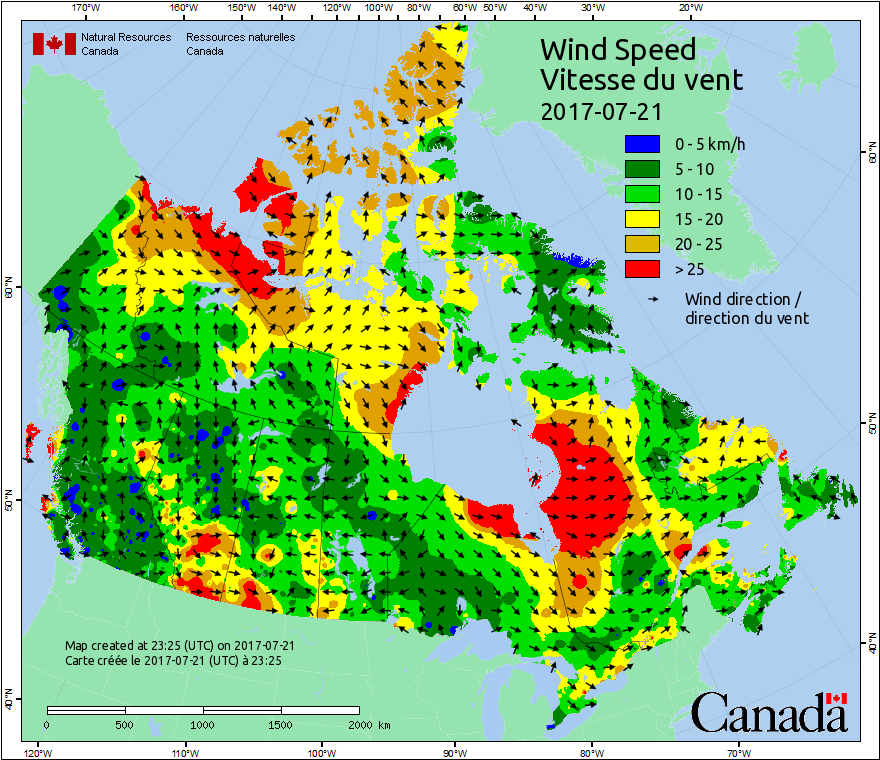 170°W 160°W 150°W 140°W 120°W 100°W 80°W 60°W 50°W 40°W 30°W 20°W
Natural Resources Canada
Ressources naturelles Canada
Wind Speed
Vitesse du vent
2017-07-21
0 - 5 km/h
5 - 10
10 - 15
15 - 20
20 - 25
> 25
Wind direction /
direction du vent
60°N
50°N
40°N
60°N
50°N
40°N
Map created at 23:25 (UTC) on 2017-07-21
Carte créée le 2017-07-21 (UTC) à 23:25
0 500 1000 1500 2000 km
Canada
120°W 110°W 100°W 90°W 80°W 70°W